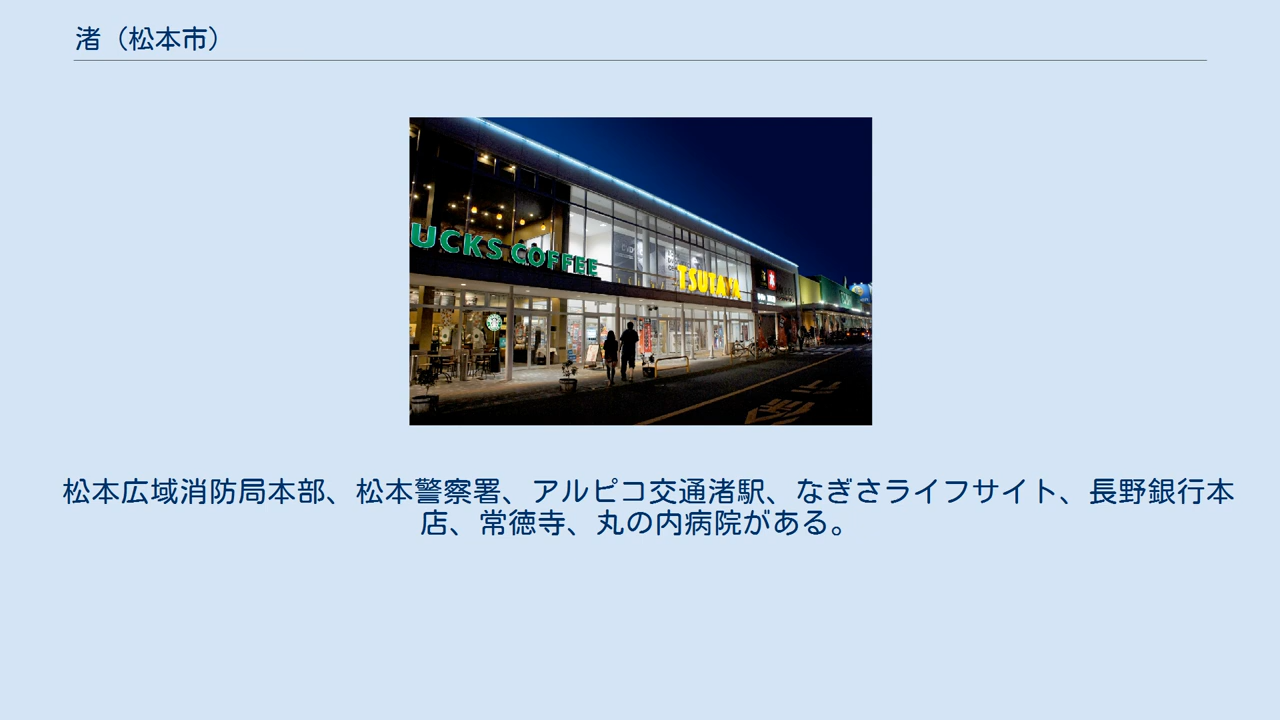 渚（松本市）
UCKS COFFEE
TSUTAYA
松本広域消防局本部、松本警察署、アルピコ交通渚駅、なぎさライフサイト、長野銀行本
店、常徳寺、丸の内病院がある。